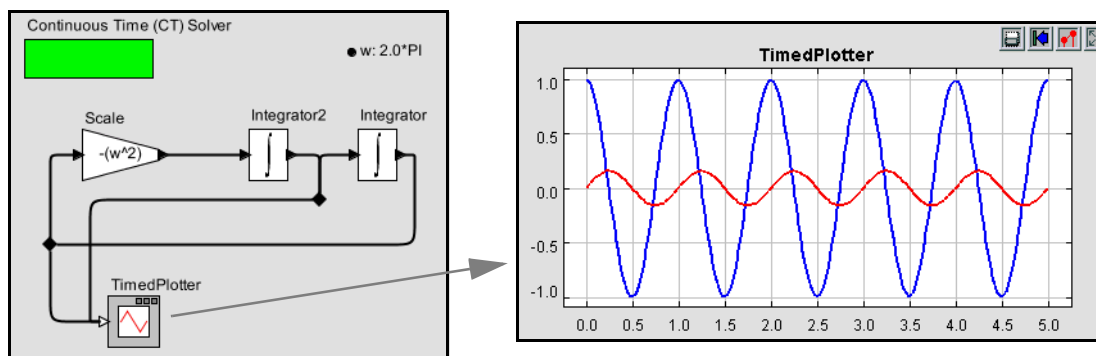 Continuous Time (CT) Solver
w: 2.0*PI
Scale
-(w^2)
Integrator2
∫
Integrator
∫
TimedPlotter
TimedPlotter
1.0
0.5
0.0
-0.5
-1.0
0.0 0.5 1.0 1.5 2.0 2.5 3.0 3.5 4.0 4.5 5.0